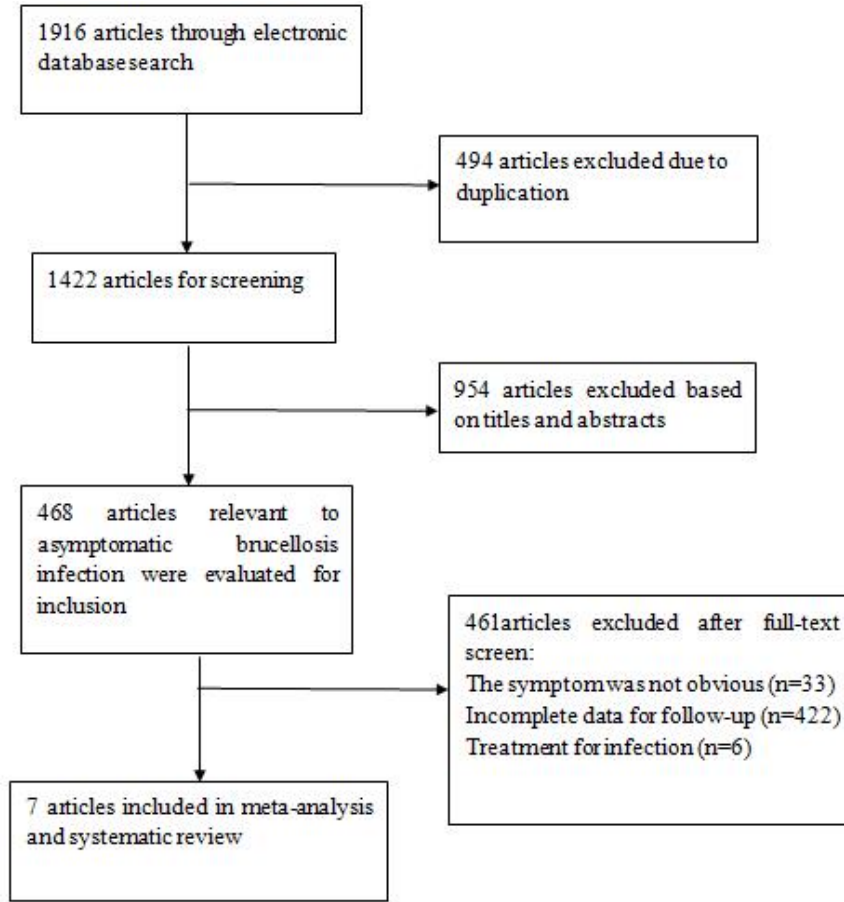 1916 articles through electronic
database search
494 articles excluded due to
duplication
1422 articles for screening
954 articles excluded based
on titles and abstracts
468 articles relevant to
asymptomatic brucellosis
infection were evaluated for
inclusion
461articles excluded after full-text
screen:
The symptom was not obvious (n=33)
Incomplete data for follow-up (n=422)
Treatment for infection (n=6)
7 articles included in meta-analysis
and systematic review